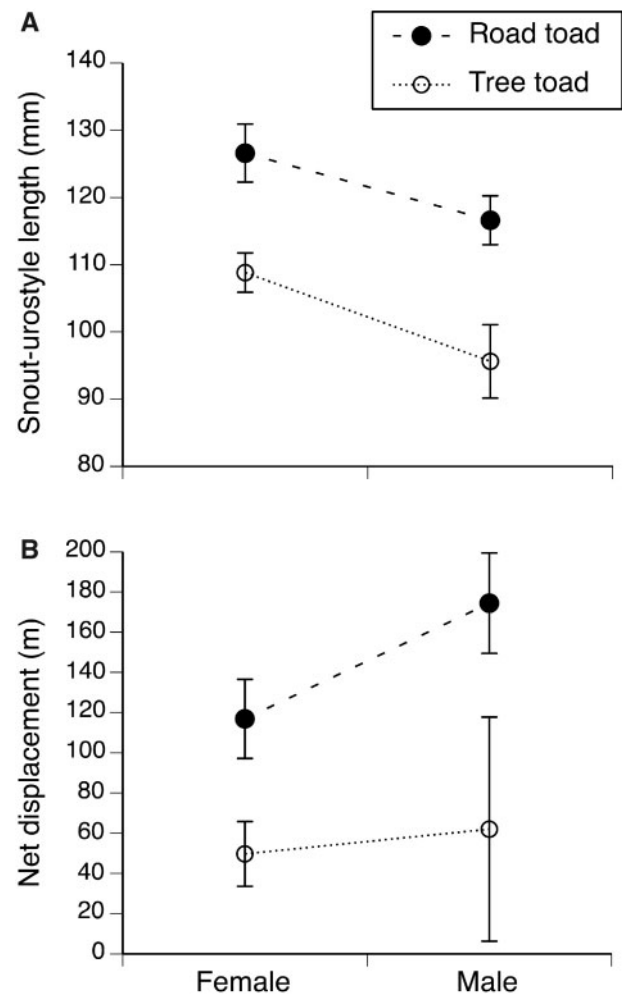 A
Road toad
Tree toad
Snout-urostyle length (mm)
140
130
120
110
100
90
80
B
Net displacement (m)
200
180
160
140
120
100
80
60
40
20
0
Female
Male